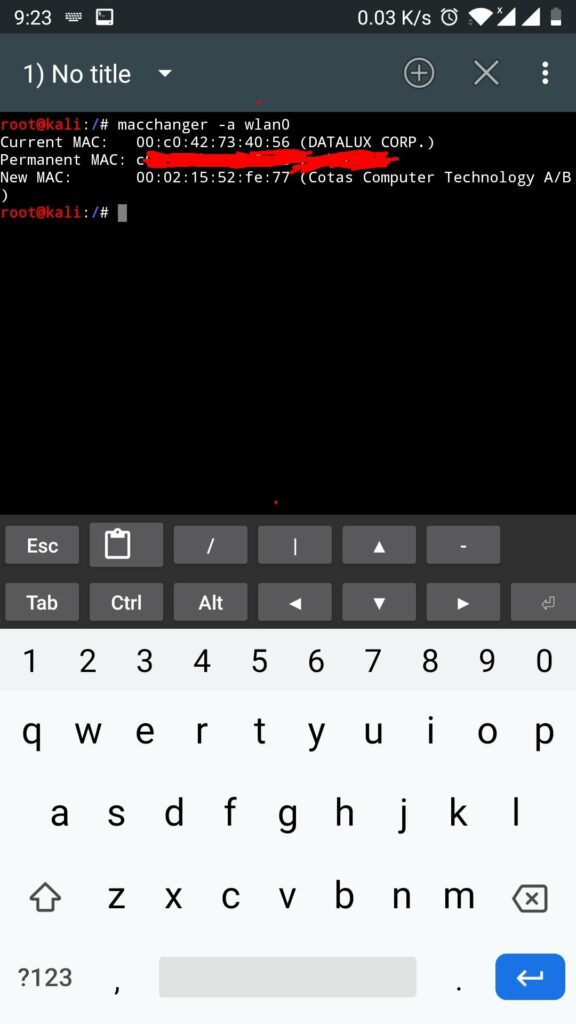 9:23 0.03 K/s x
1) No title
root@kali:/# macchanger -a wlan0
Current MAC: 00:c0:42:73:40:56 (DATALUX CORP.)
Permanent MAC: c
New MAC: 00:02:15:52:fe:77 (Cotas Computer Technology A/B
)
root@kali:/#
Esc / | ▲ -
Tab Ctrl Alt ◄ ▼ ►
1 2 3 4 5 6 7 8 9 0
q w e r t y u i o p
a s d f g h j k l
z x c v b n m
?123 , .